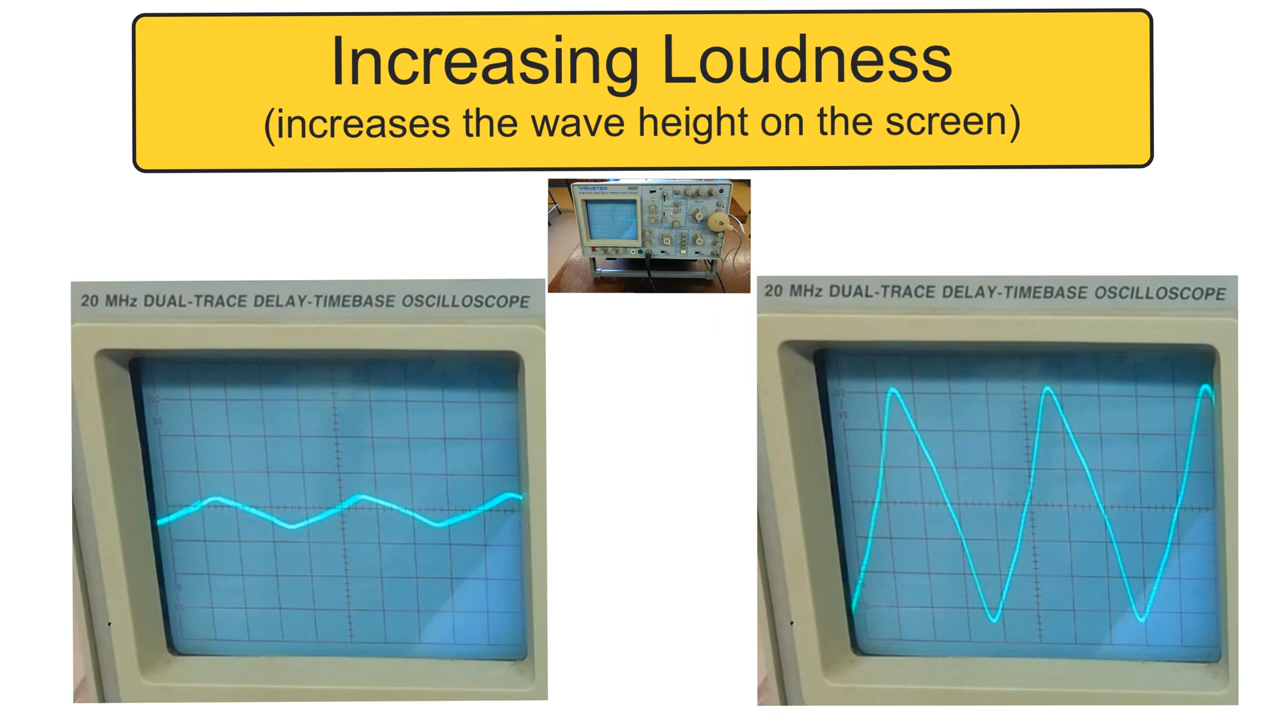 Increasing Loudness
(increases the wave height on the screen)
WAVETEK
20 MHz DUAL-TRACE DELAY-TIMEBASE OSCILLOSCOPE
20 MHz DUAL-TRACE DELAY-TIMEBASE OSCILLOSCOPE